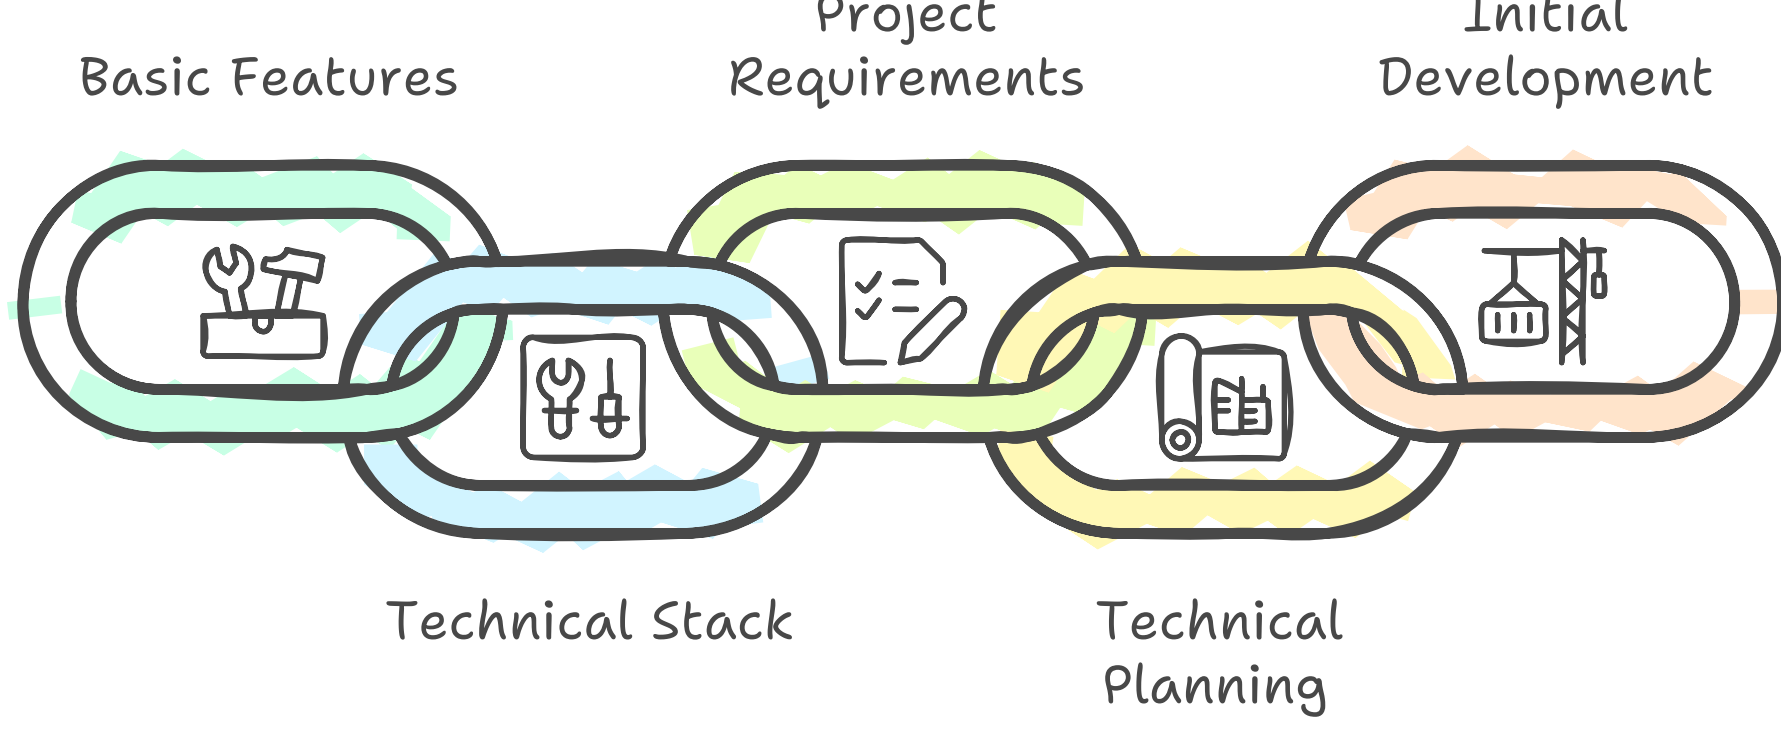 Basic Features
Technical Stack
Project
Requirements
Technical
Planning
Initial
Development